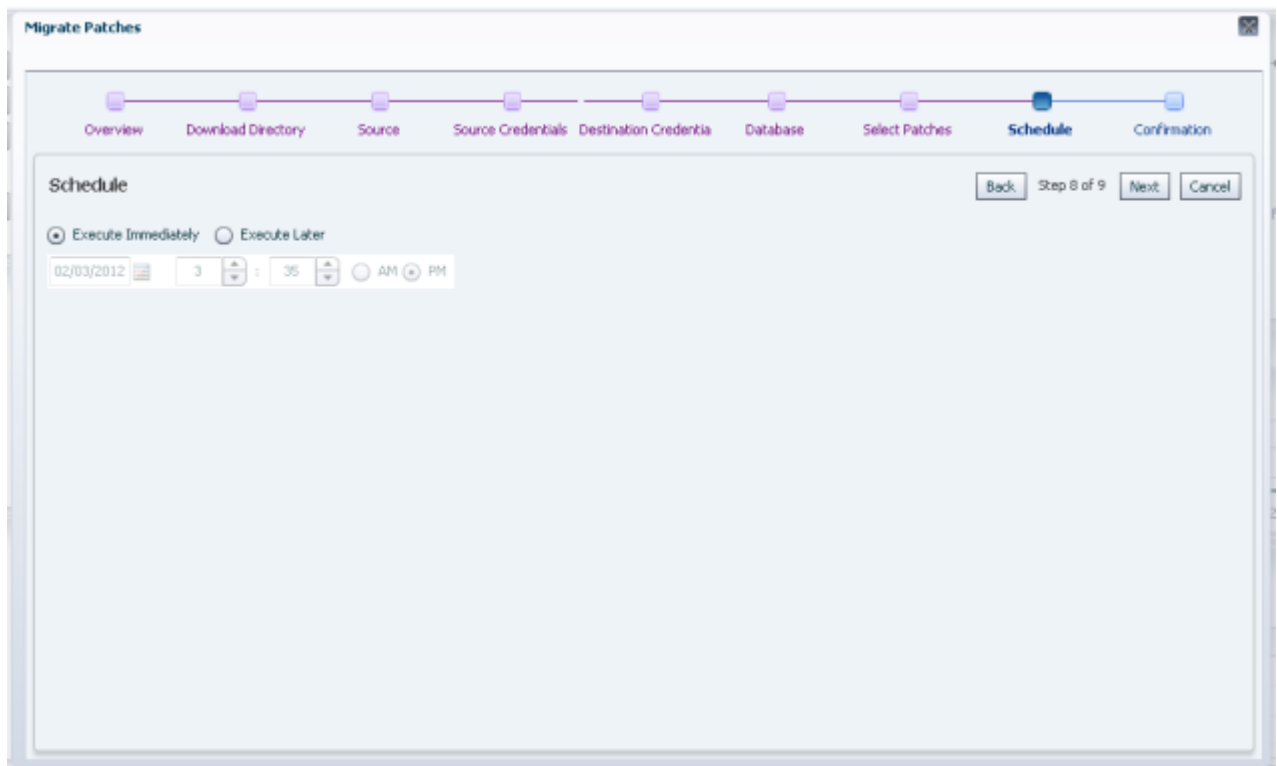 Migrate Patches
Overview Download Directory Source Source Credentials Destination Credentia Database Select Patches Schedule Confirmation
Schedule Back Step 8 of 9 Next Cancel
Execute Immediately Execute Later
02/03/2012 3 : 35 AM PM